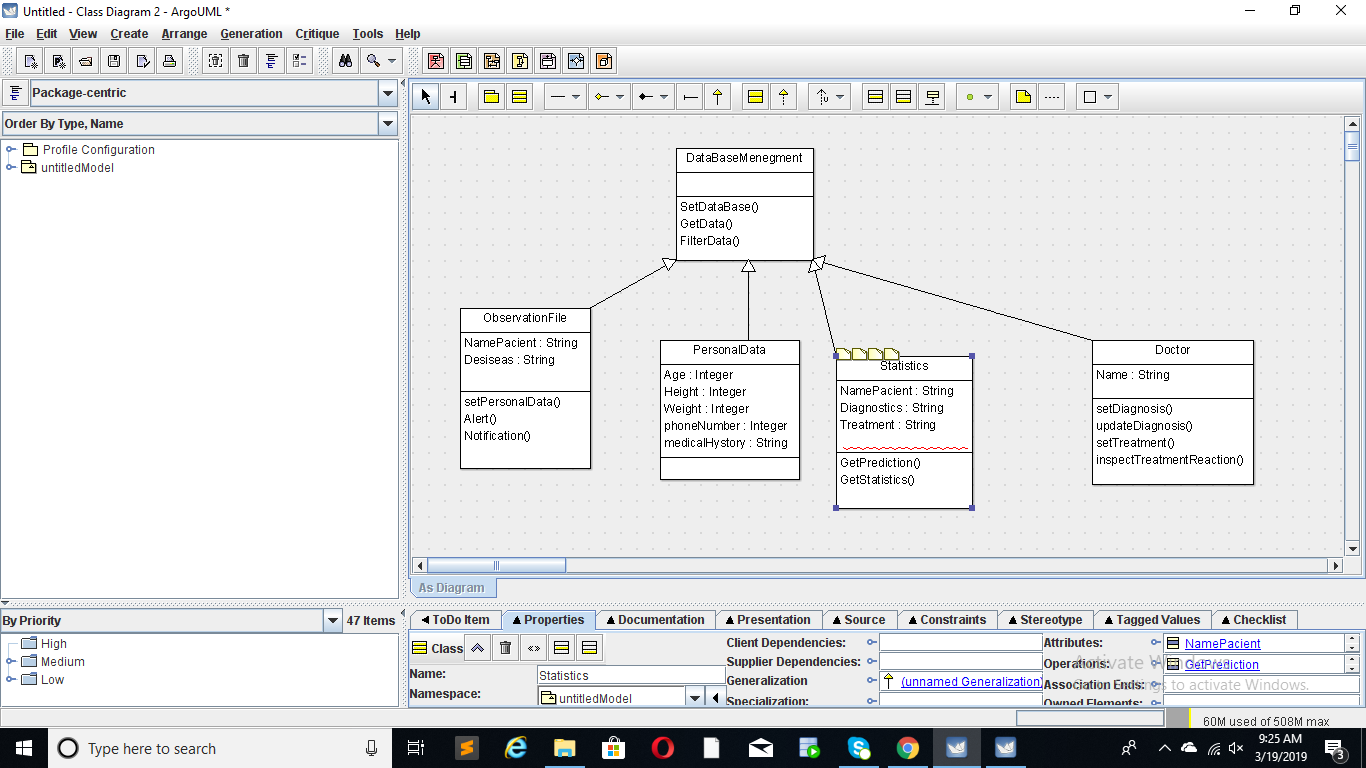 Untitled - Class Diagram 2 - ArgoUML *
File Edit View Create Arrange Generation Critique Tools Help
Package-centric
Order By Type, Name
Profile Configuration
untitledModel
DataBaseMenegment
SetDataBase()
GetData()
FilterData()
ObservationFile
NamePacient : String
Desiseas : String
setPersonalData()
Alert()
Notification()
PersonalData
Age : Integer
Height : Integer
Weight : Integer
phoneNumber : Integer
medicalHystory : String
Statistics
NamePacient : String
Diagnostics : String
Treatment : String
GetPrediction()
GetStatistics()
Doctor
Name : String
setDiagnosis()
updateDiagnosis()
setTreatment()
inspectTreatmentReaction()
As Diagram
By Priority
47 Items
High
Medium
Low
ToDo Item Properties Documentation Presentation Source Constraints Stereotype Tagged Values Checklist
Class
Name: Statistics
Namespace: untitledModel
Client Dependencies:
Supplier Dependencies:
Generalization (unnamed Generalization)
Specialization:
Attributes: NamePacient
Operations: GetPrediction
Association Ends:
Owned Elements:
Activate Windows
Go to Settings to activate Windows.
60M used of 508M max
Type here to search
9:25 AM
3/19/2019
3